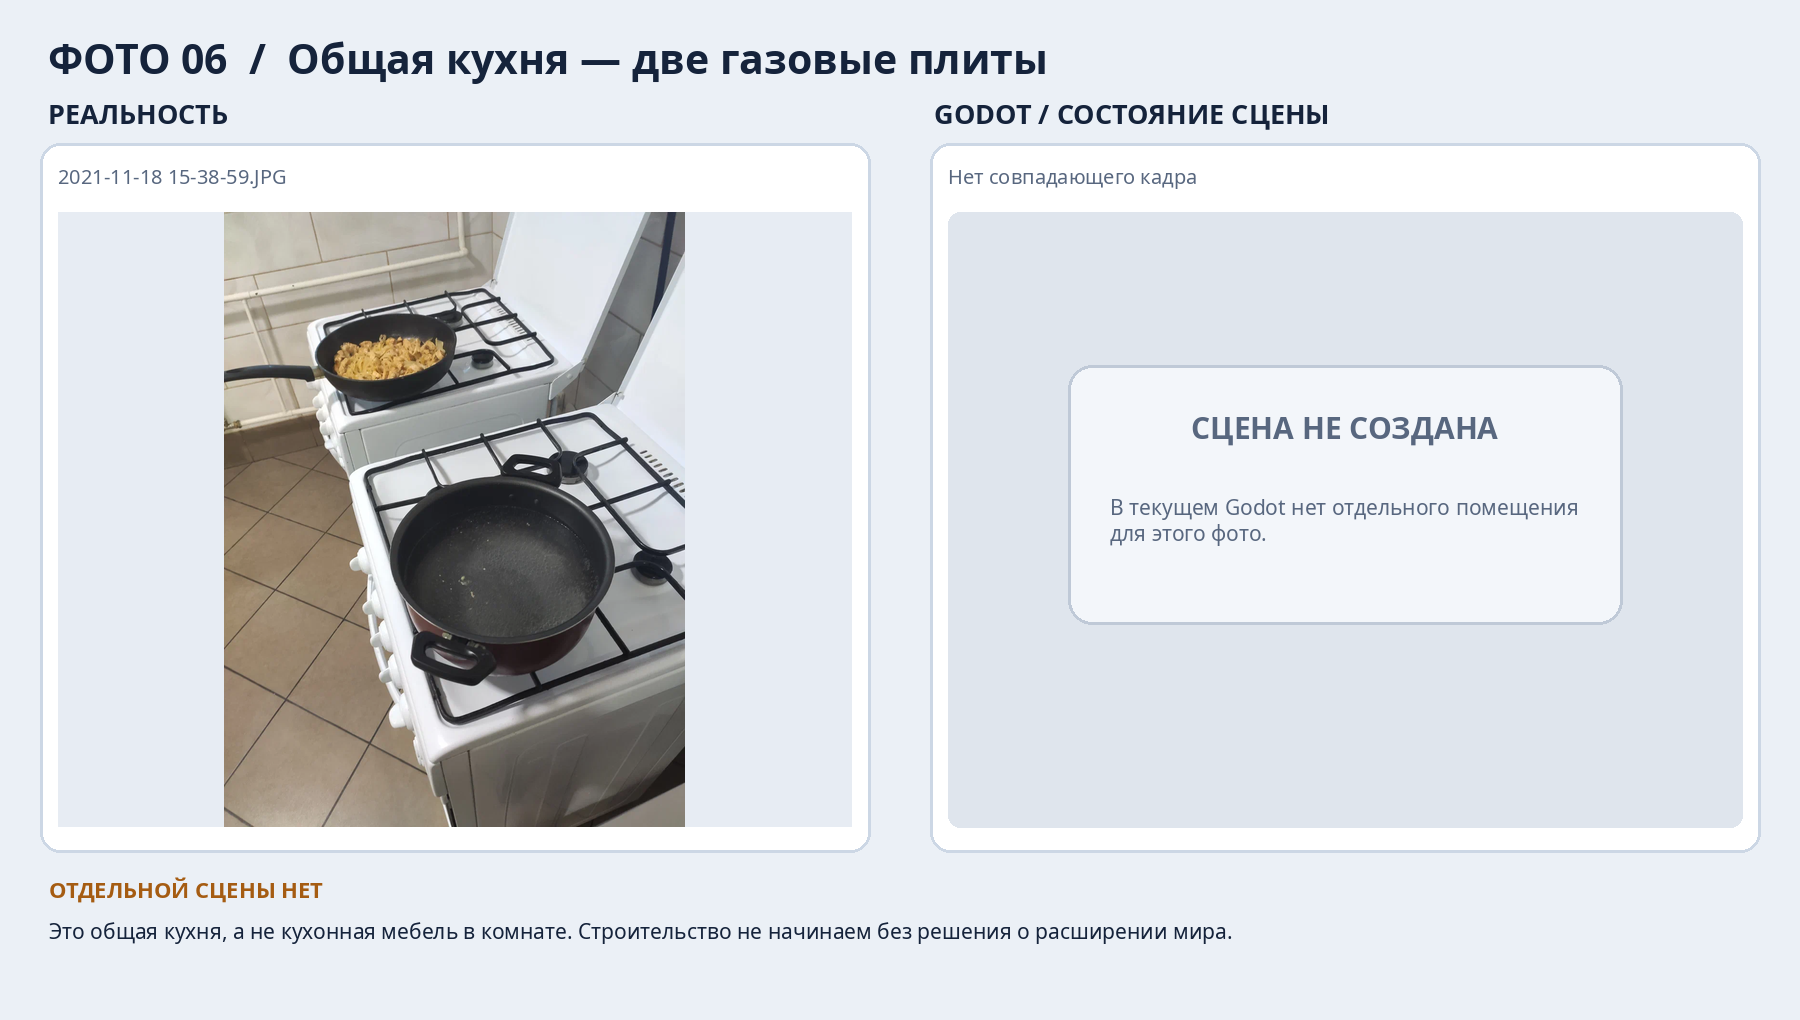 ФОТО 06 / Общая кухня — две газовые плиты
РЕАЛЬНОСТЬ
2021-11-18 15-38-59.JPG
GODOT / СОСТОЯНИЕ СЦЕНЫ
Нет совпадающего кадра
СЦЕНА НЕ СОЗДАНА
В текущем Godot нет отдельного помещения
для этого фото.
ОТДЕЛЬНОЙ СЦЕНЫ НЕТ
Это общая кухня, а не кухонная мебель в комнате. Строительство не начинаем без решения о расширении мира.